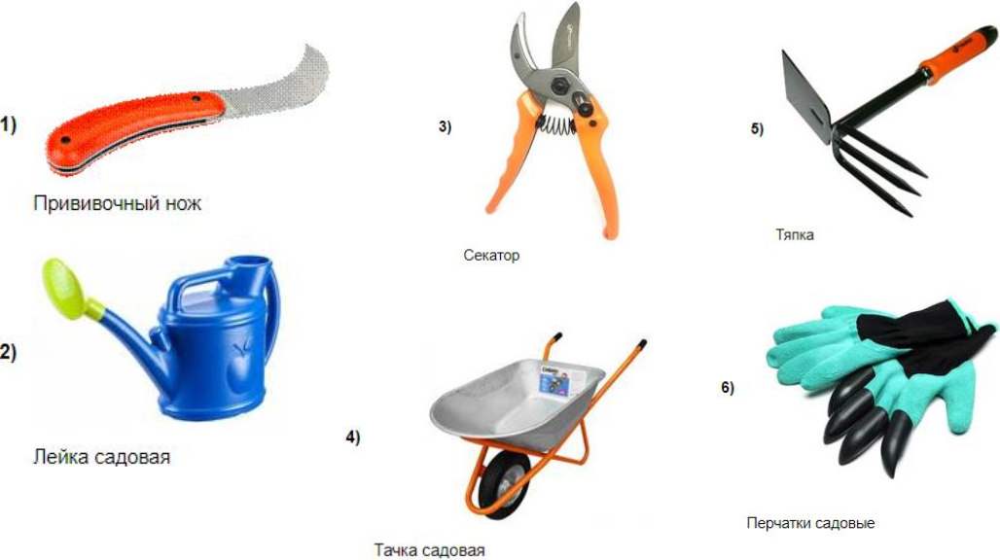 1)
Прививочный нож
2)
Лейка садовая
3)
Секатор
4)
Тачка садовая
5)
Тяпка
6)
Перчатки садовые